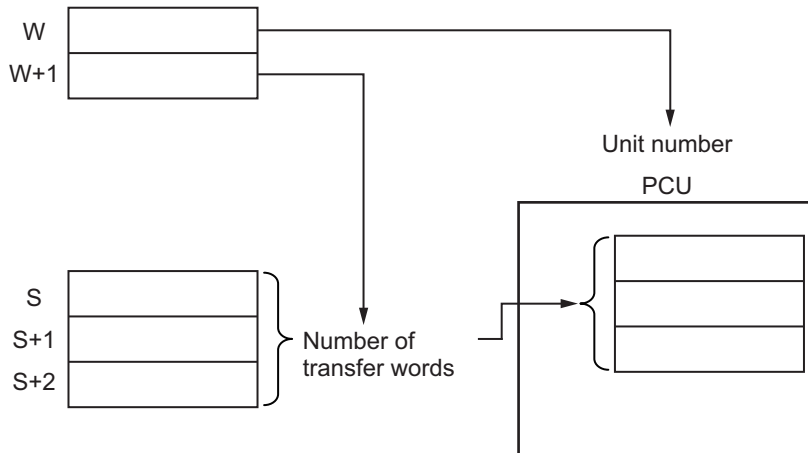 W
W+1
Unit number
PCU
S
S+1
S+2
Number of
transfer words